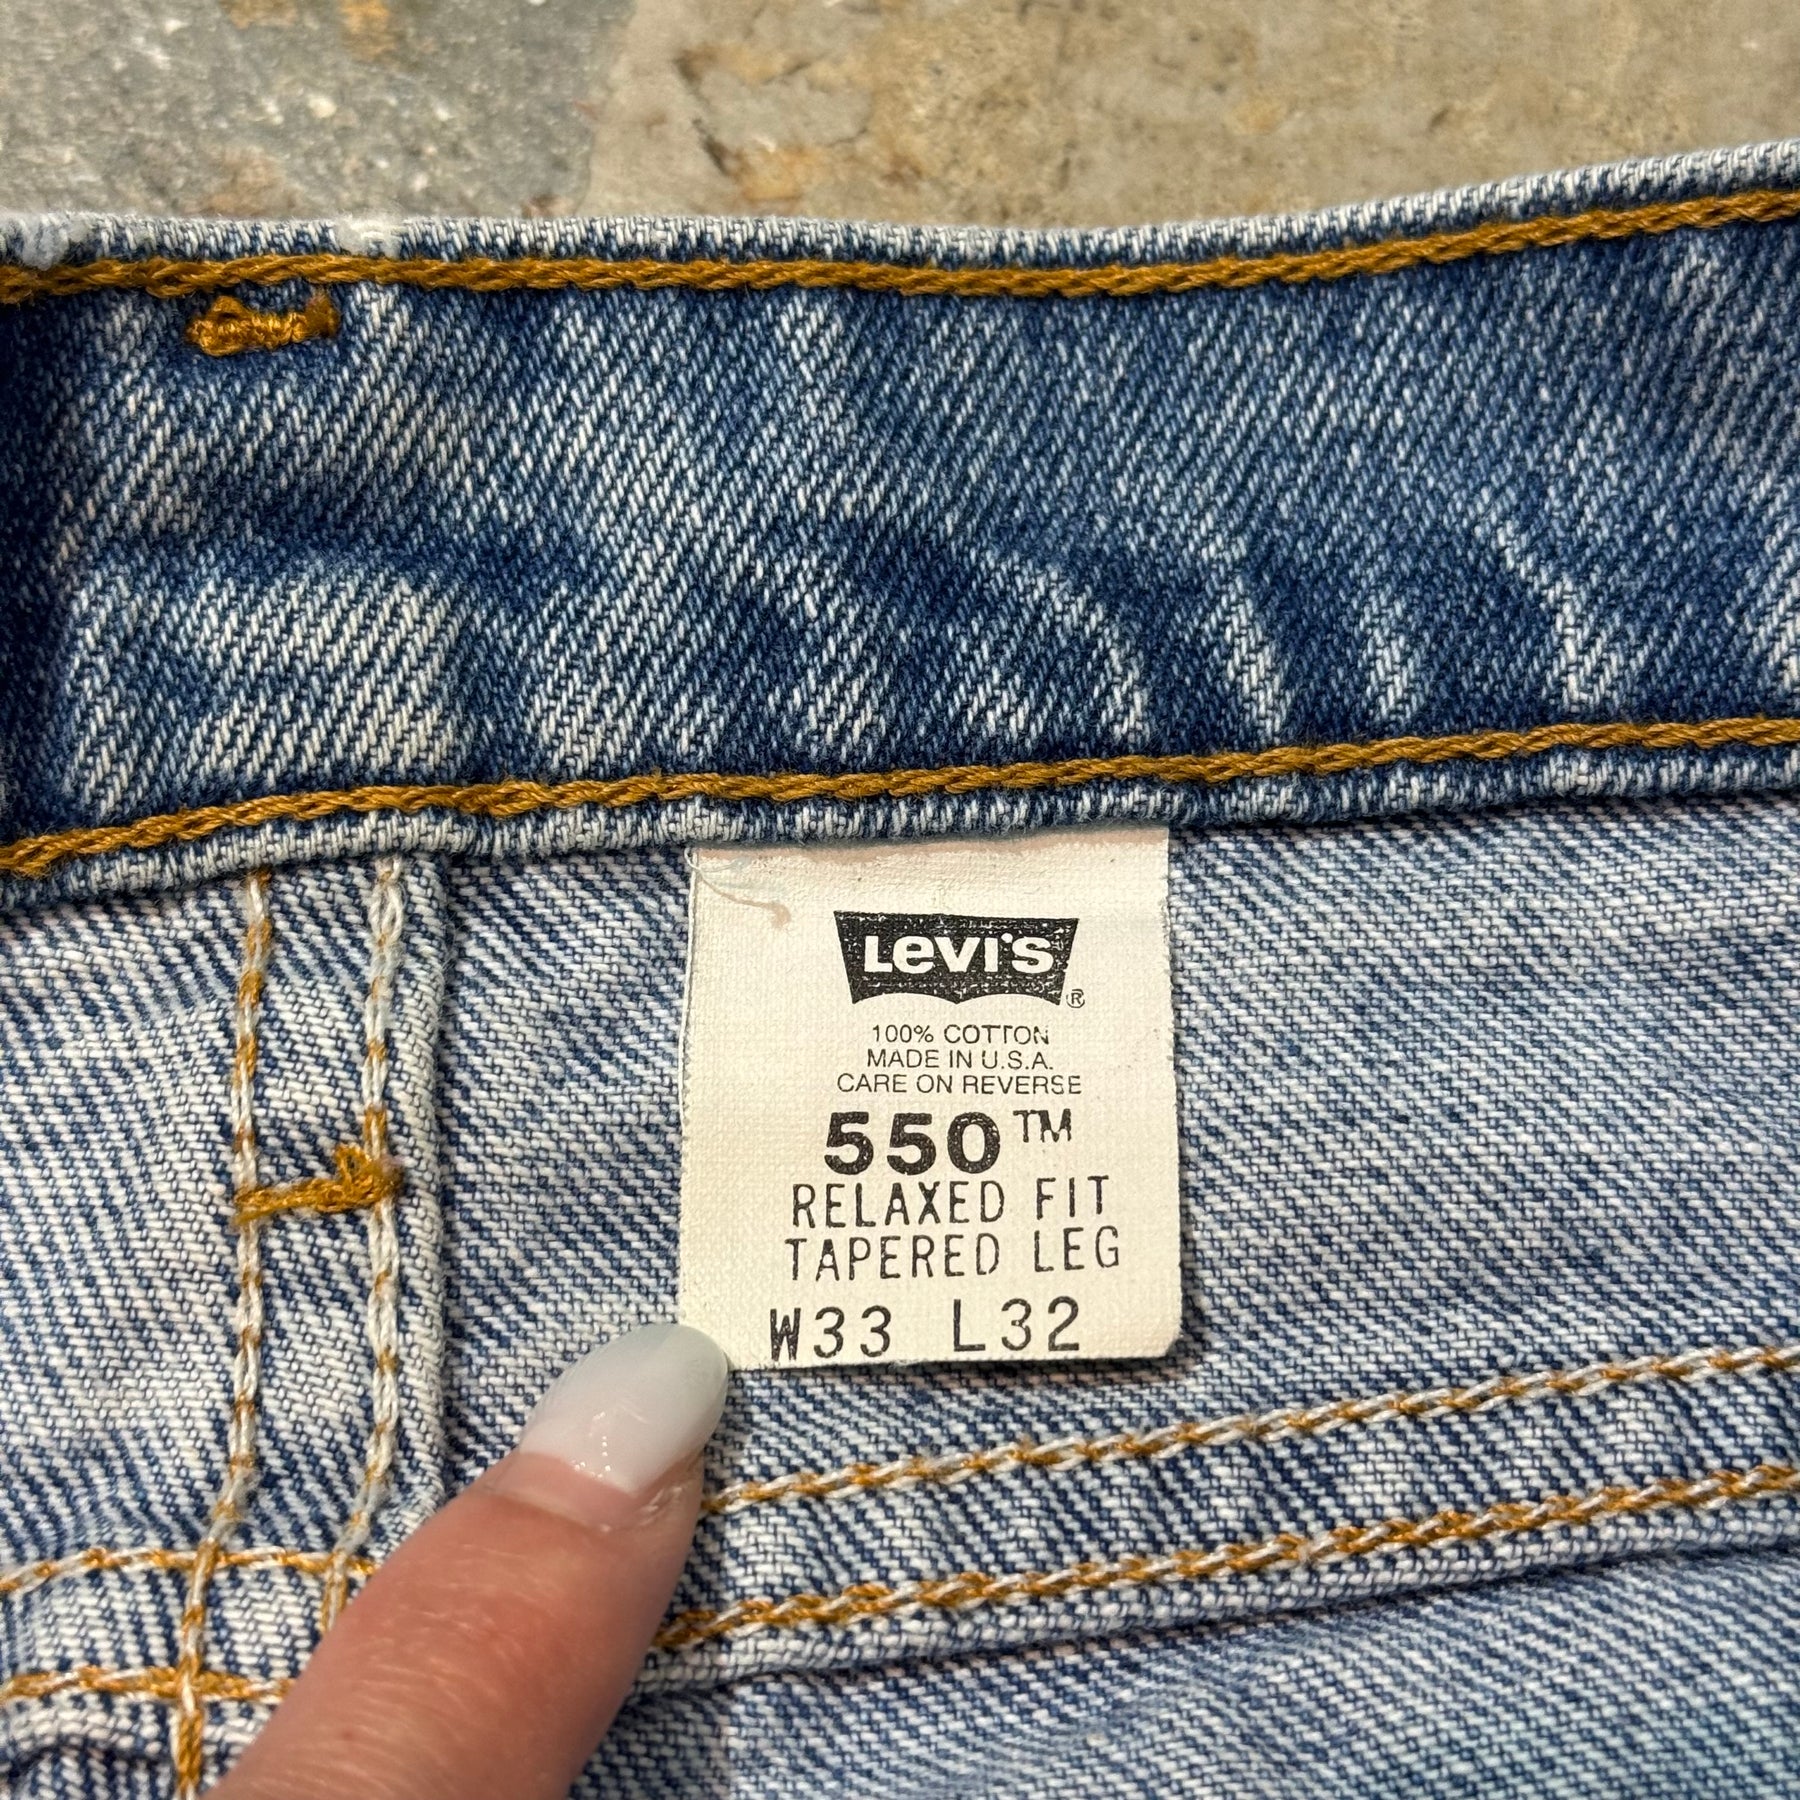 Levi's ®
100% COTTON
MADE IN U.S.A.
CARE ON REVERSE
550™
RELAXED FIT
TAPERED LEG
W33 L32